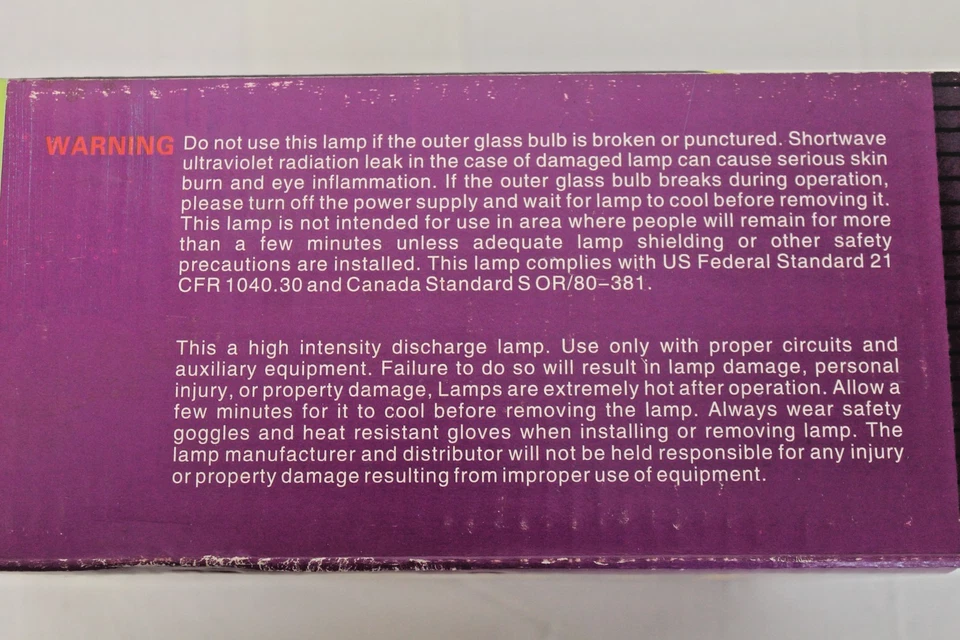 WARNING Do not use this lamp if the outer glass bulb is broken or punctured. Shortwave
ultraviolet radiation leak in the case of damaged lamp can cause serious skin
burn and eye inflammation. If the outer glass bulb breaks during operation,
please turn off the power supply and wait for lamp to cool before removing it.
This lamp is not intended for use in area where people will remain for more
than a few minutes unless adequate lamp shielding or other safety
precautions are installed. This lamp complies with US Federal Standard 21
CFR 1040.30 and Canada Standard S OR/80-381.
This a high intensity discharge lamp. Use only with proper circuits and
auxiliary equipment. Failure to do so will result in lamp damage, personal
injury, or property damage, Lamps are extremely hot after operation. Allow a
few minutes for it to cool before removing the lamp. Always wear safety
goggles and heat resistant gloves when installing or removing lamp. The
lamp manufacturer and distributor will not be held responsible for any injury
or property damage resulting from improper use of equipment.